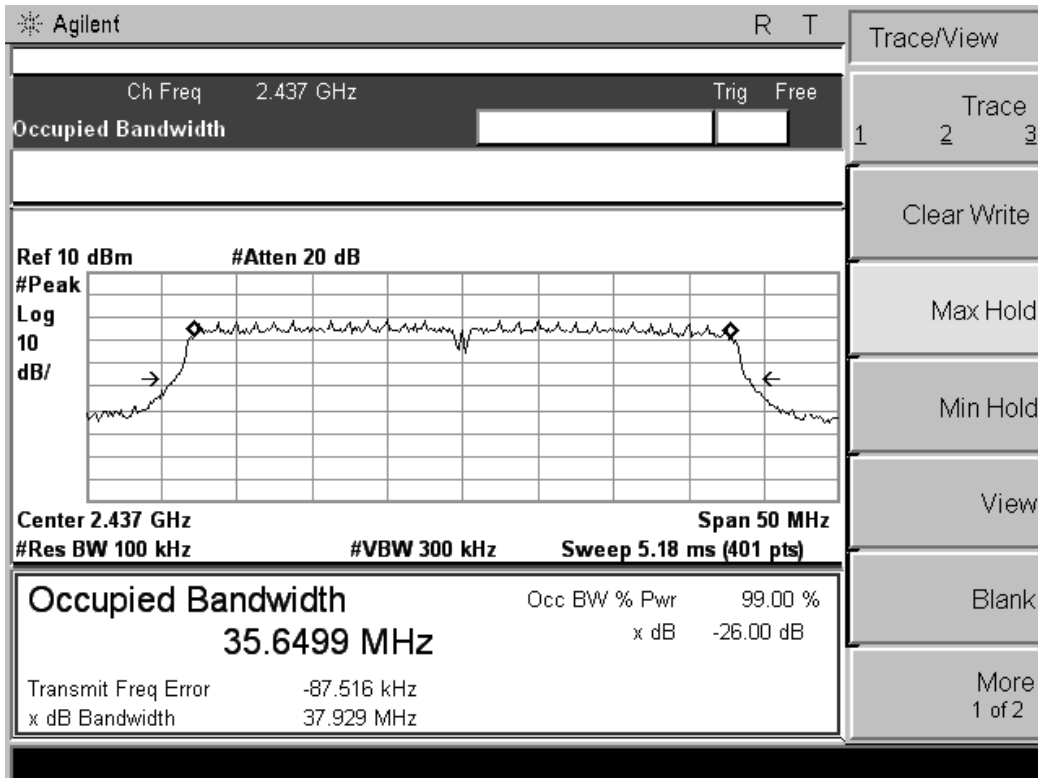 Agilent R T
Ch Freq 2.437 GHz Trig Free
Occupied Bandwidth
Ref 10 dBm #Atten 20 dB
#Peak
Log
10
dB/
Center 2.437 GHz Span 50 MHz
#Res BW 100 kHz #VBW 300 kHz Sweep 5.18 ms (401 pts)
Occupied Bandwidth
35.6499 MHz
Occ BW % Pwr 99.00 %
x dB -26.00 dB
Transmit Freq Error -87.516 kHz
x dB Bandwidth 37.929 MHz
Trace/View
Trace
1 2 3
Clear Write
Max Hold
Min Hold
View
Blank
More
1 of 2